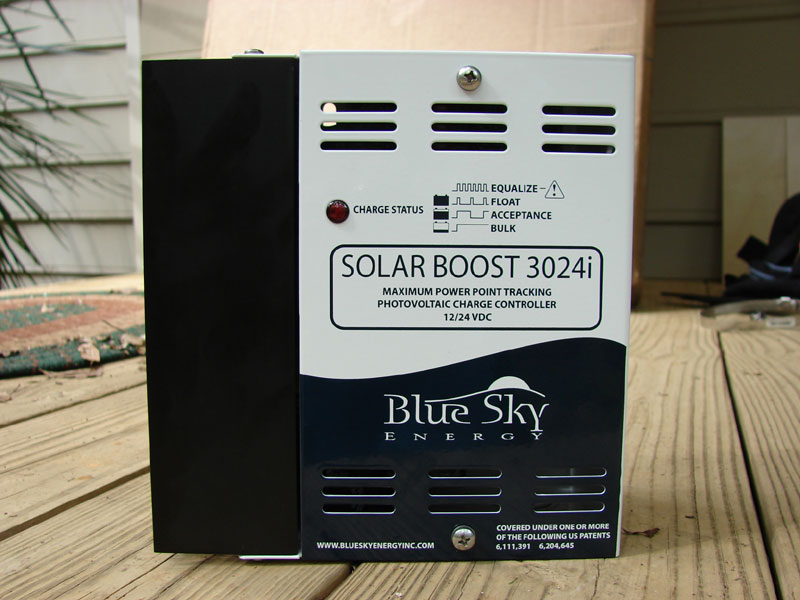 EQUALIZE
FLOAT
CHARGE STATUS
ACCEPTANCE
BULK
SOLAR BOOST 3024i
MAXIMUM POWER POINT TRACKING
PHOTOVOLTAIC CHARGE CONTROLLER
12/24 VDC
Blue Sky
ENERGY
WWW.BLUESKYENERGYINC.COM
COVERED UNDER ONE OR MORE
OF THE FOLLOWING US PATENTS
6,111,391 6,204,645